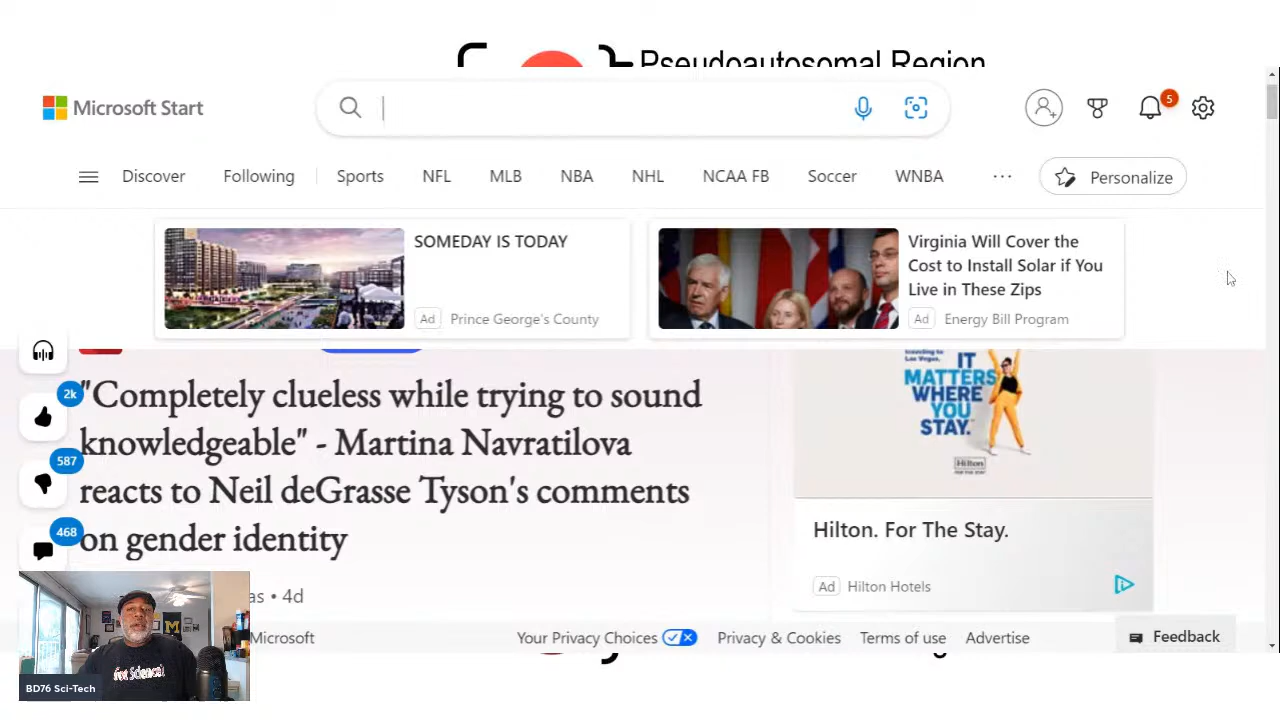 Pseudoautosomal Region
Microsoft Start
5
Discover Following Sports NFL MLB NBA NHL NCAA FB Soccer WNBA ... Personalize
SOMEDAY IS TODAY
Ad Prince George's County
Virginia Will Cover the
Cost to Install Solar if You
Live in These Zips
Ad Energy Bill Program
2k
587
468
"Completely clueless while trying to sound
knowledgeable" - Martina Navratilova
reacts to Neil deGrasse Tyson's comments
on gender identity
as • 4d
IT
MATTERS
WHERE
YOU
STAY.
Hilton
Hilton. For The Stay.
Ad Hilton Hotels
Microsoft
Your Privacy Choices
Privacy & Cookies
Terms of use
Advertise
Feedback
M
BD76 Sci-Tech